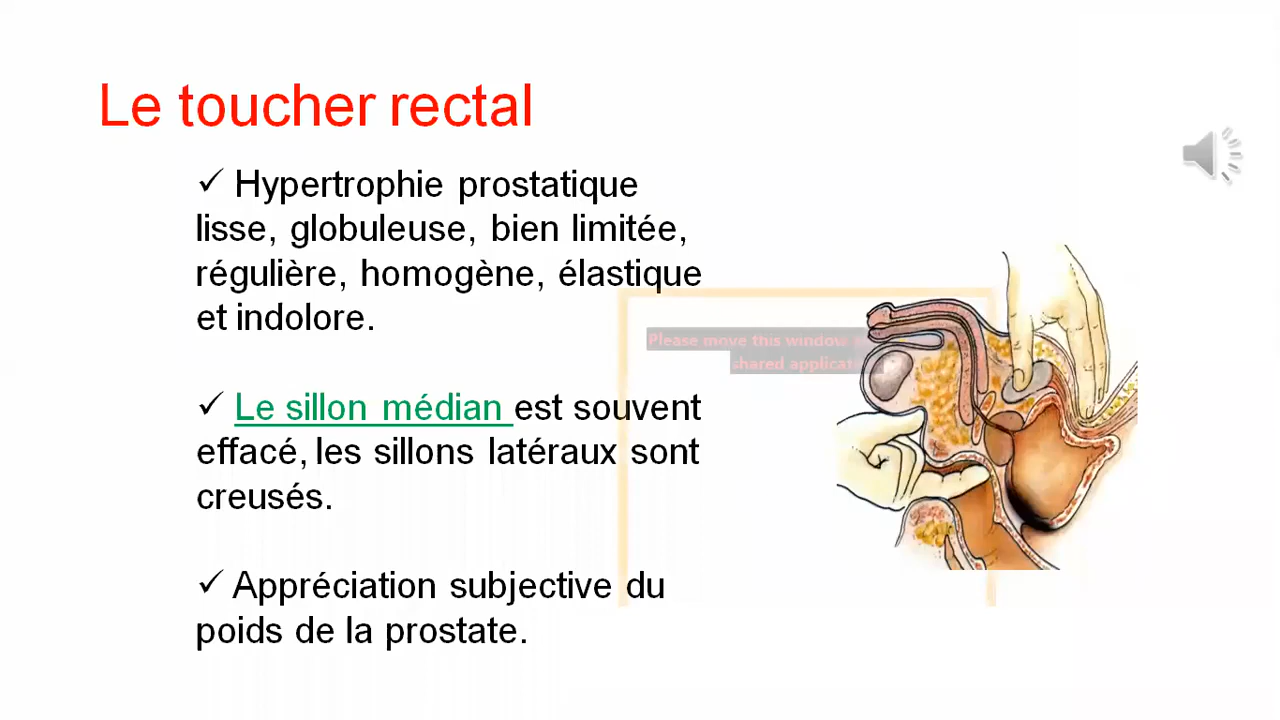 Le toucher rectal
✓ Hypertrophie prostatique
lisse, globuleuse, bien limitée,
régulière, homogène, élastique
et indolore.
Please move this window
shared applicati
✓ Le sillon médian est souvent
effacé, les sillons latéraux sont
creusés.
✓ Appréciation subjective du
poids de la prostate.